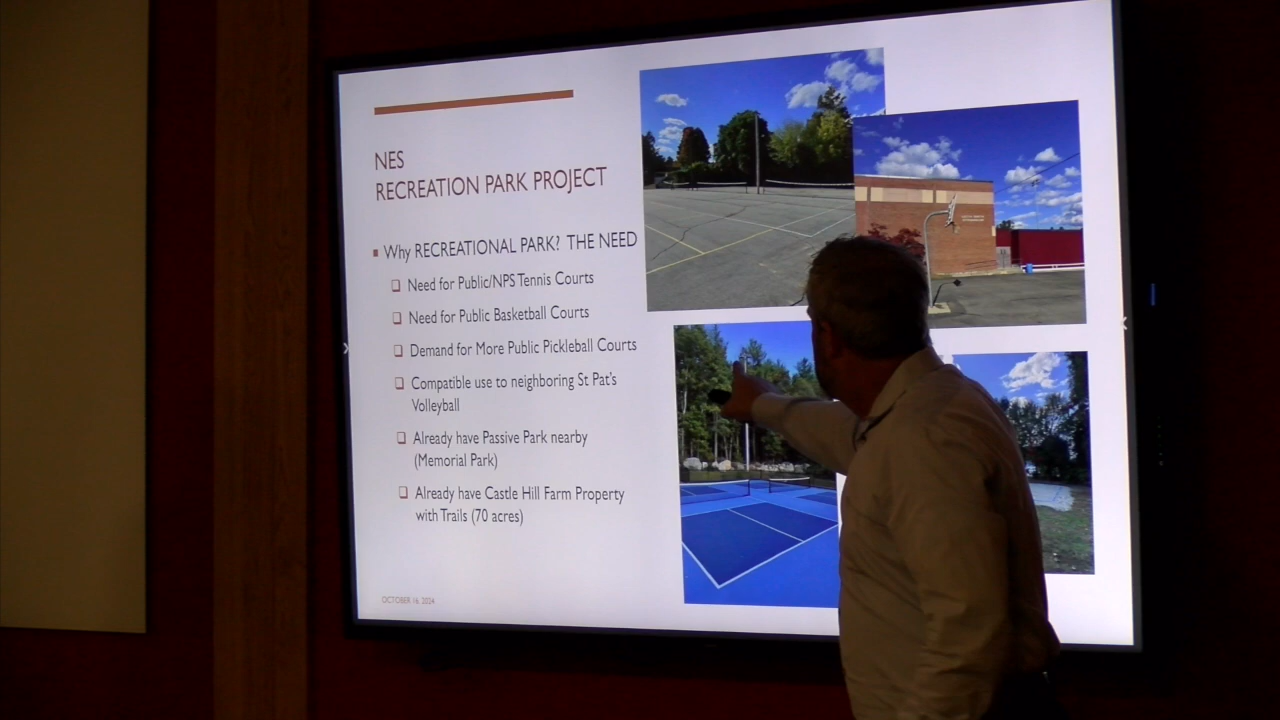 NES
RECREATION PARK PROJECT
Why RECREATIONAL PARK? THE NEED
Need for Public/NPS Tennis Courts
Need for Public Basketball Courts
Demand for More Public Pickleball Courts
Compatible use to neighboring St Pat's
Volleyball
Already have Passive Park nearby
(Memorial Park)
Already have Castle Hill Farm Property
with Trails (70 acres)
OCTOBER 16, 2024